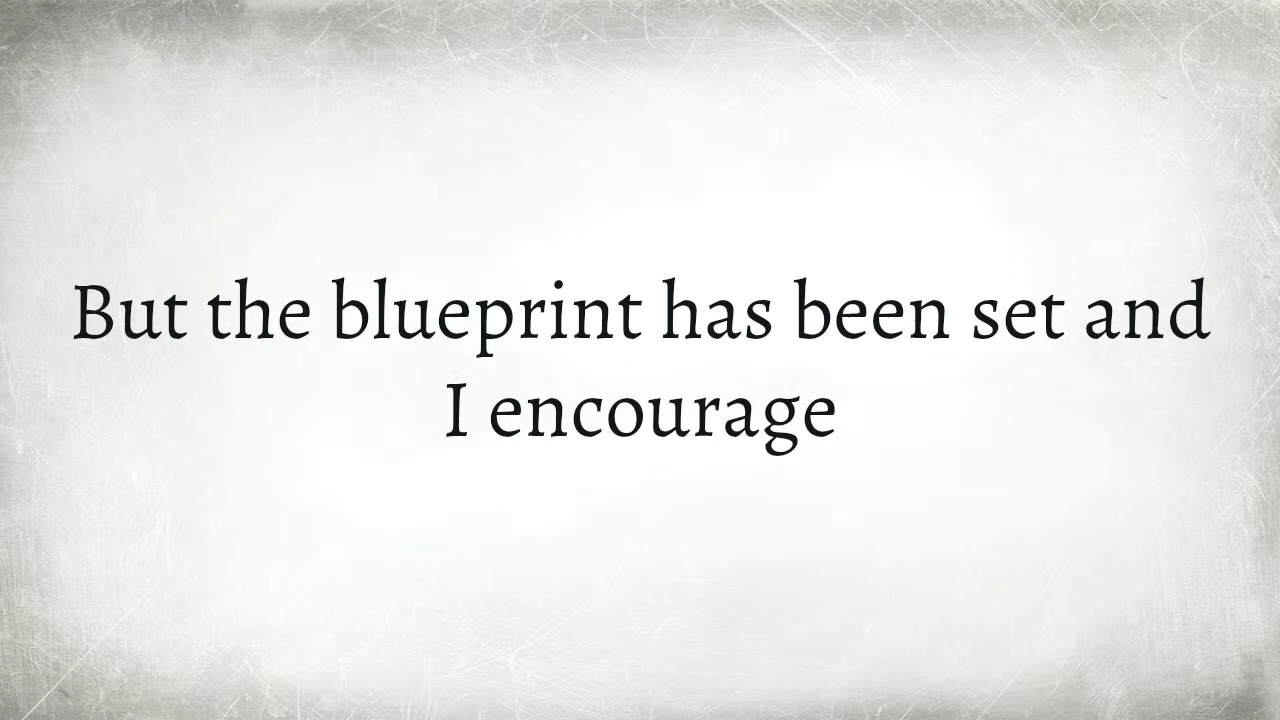 But the blueprint has been set and
I encourage